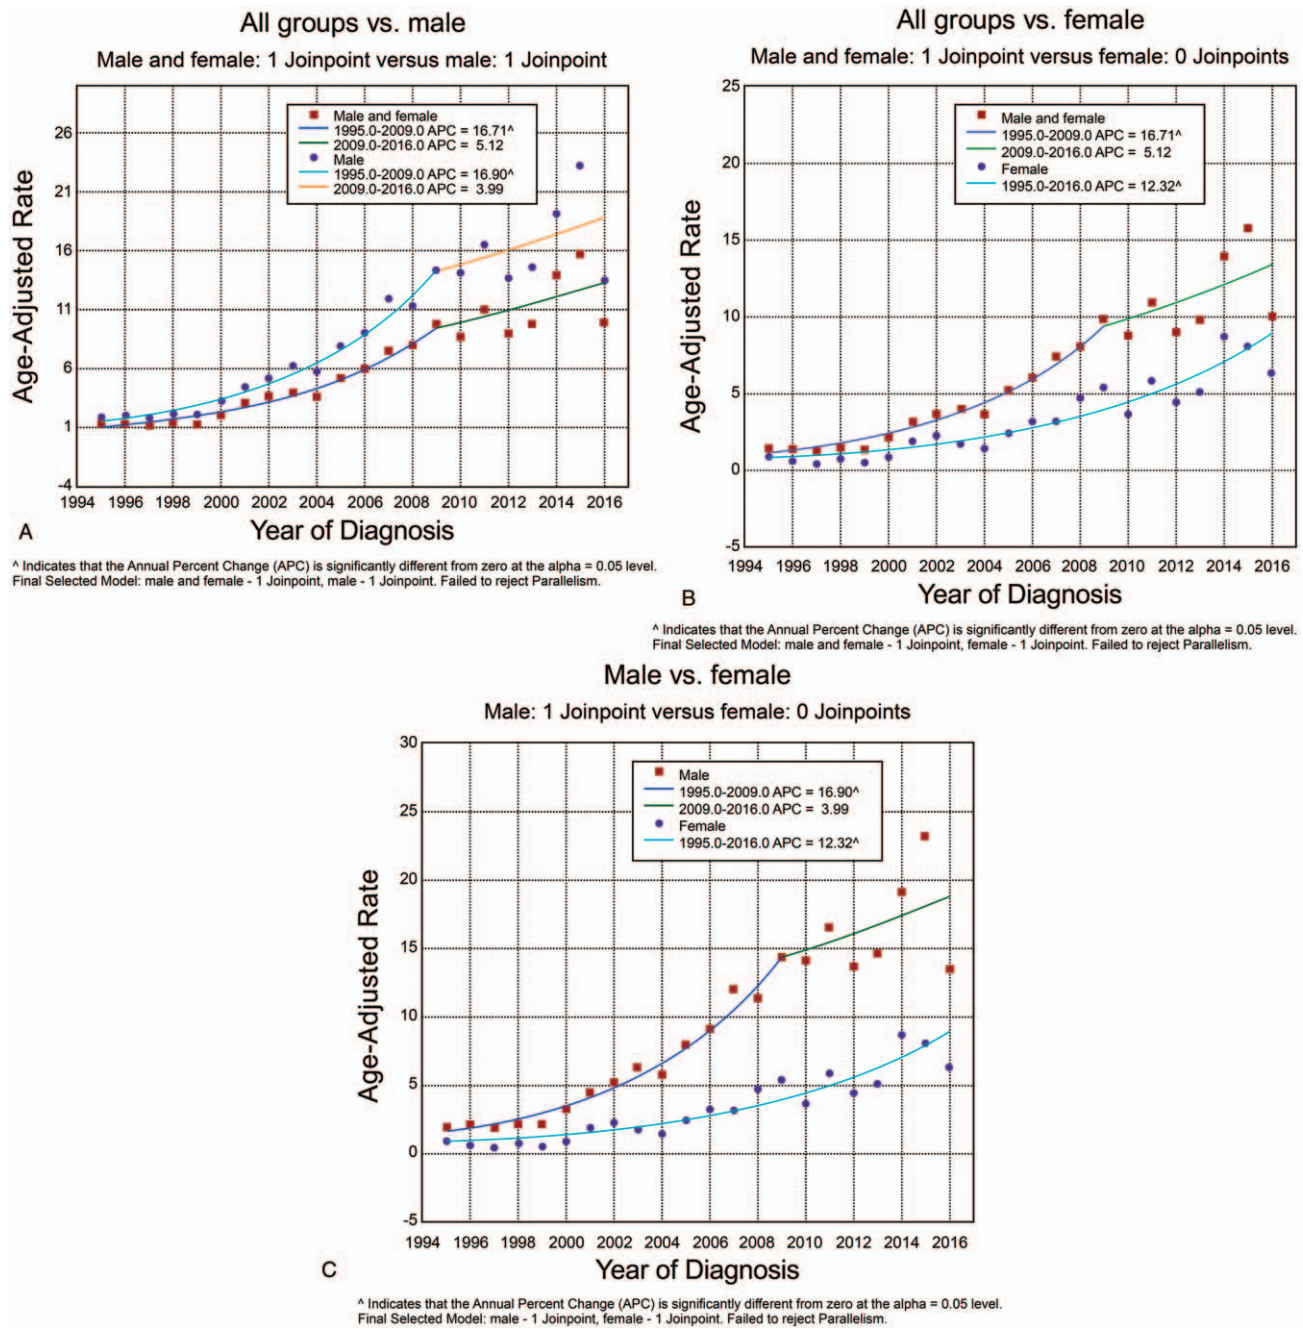 All groups vs. male
Male and female: 1 Joinpoint versus male: 1 Joinpoint
Male and female
1995.0-2009.0 APC = 16.71^
2009.0-2016.0 APC = 5.12
Male
1995.0-2009.0 APC = 16.90^
2009.0-2016.0 APC = 3.99
26
21
16
11
6
1
-4
Age-Adjusted Rate
1994 1996 1998 2000 2002 2004 2006 2008 2010 2012 2014 2016
A
Year of Diagnosis
^ Indicates that the Annual Percent Change (APC) is significantly different from zero at the alpha = 0.05 level.
Final Selected Model: male and female - 1 Joinpoint, male - 1 Joinpoint. Failed to reject Parallelism.
All groups vs. female
Male and female: 1 Joinpoint versus female: 0 Joinpoints
Male and female
1995.0-2009.0 APC = 16.71^
2009.0-2016.0 APC = 5.12
Female
1995.0-2016.0 APC = 12.32^
25
20
15
10
5
0
-5
Age-Adjusted Rate
1994 1996 1998 2000 2002 2004 2006 2008 2010 2012 2014 2016
Year of Diagnosis
B
^ Indicates that the Annual Percent Change (APC) is significantly different from zero at the alpha = 0.05 level.
Final Selected Model: male and female - 1 Joinpoint, female - 1 Joinpoint. Failed to reject Parallelism.
Male vs. female
Male: 1 Joinpoint versus female: 0 Joinpoints
Male
1995.0-2009.0 APC = 16.90^
2009.0-2016.0 APC = 3.99
Female
1995.0-2016.0 APC = 12.32^
30
25
20
15
10
5
0
-5
Age-Adjusted Rate
1994 1996 1998 2000 2002 2004 2006 2008 2010 2012 2014 2016
C
Year of Diagnosis
^ Indicates that the Annual Percent Change (APC) is significantly different from zero at the alpha = 0.05 level.
Final Selected Model: male - 1 Joinpoint, female - 1 Joinpoint. Failed to reject Parallelism.